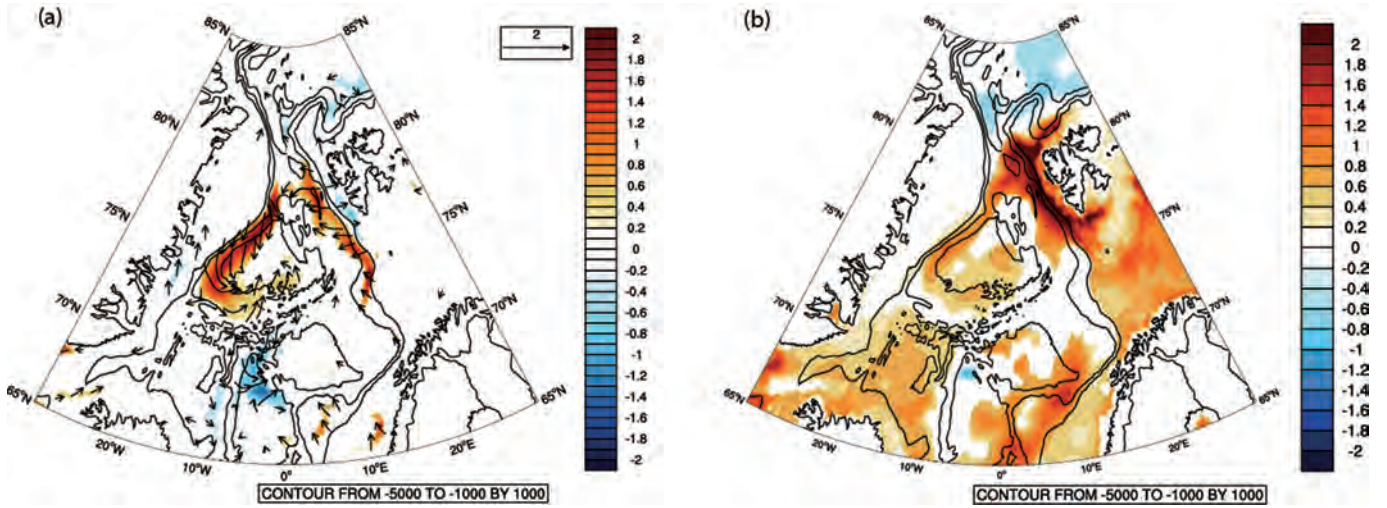 (a)
85°N
85°N
2
80°N
80°N
75°N
75°N
70°N
70°N
65°N
65°N
20°W
10°W
0°
10°E
20°E
2
1.8
1.6
1.4
1.2
1
0.8
0.6
0.4
0.2
0
-0.2
-0.4
-0.6
-0.8
-1
-1.2
-1.4
-1.6
-1.8
-2
CONTOUR FROM -5000 TO -1000 BY 1000
(b)
85°N
85°N
80°N
80°N
75°N
75°N
70°N
70°N
65°N
65°N
20°W
10°W
0°
10°E
20°E
2
1.8
1.6
1.4
1.2
1
0.8
0.6
0.4
0.2
0
-0.2
-0.4
-0.6
-0.8
-1
-1.2
-1.4
-1.6
-1.8
-2
CONTOUR FROM -5000 TO -1000 BY 1000